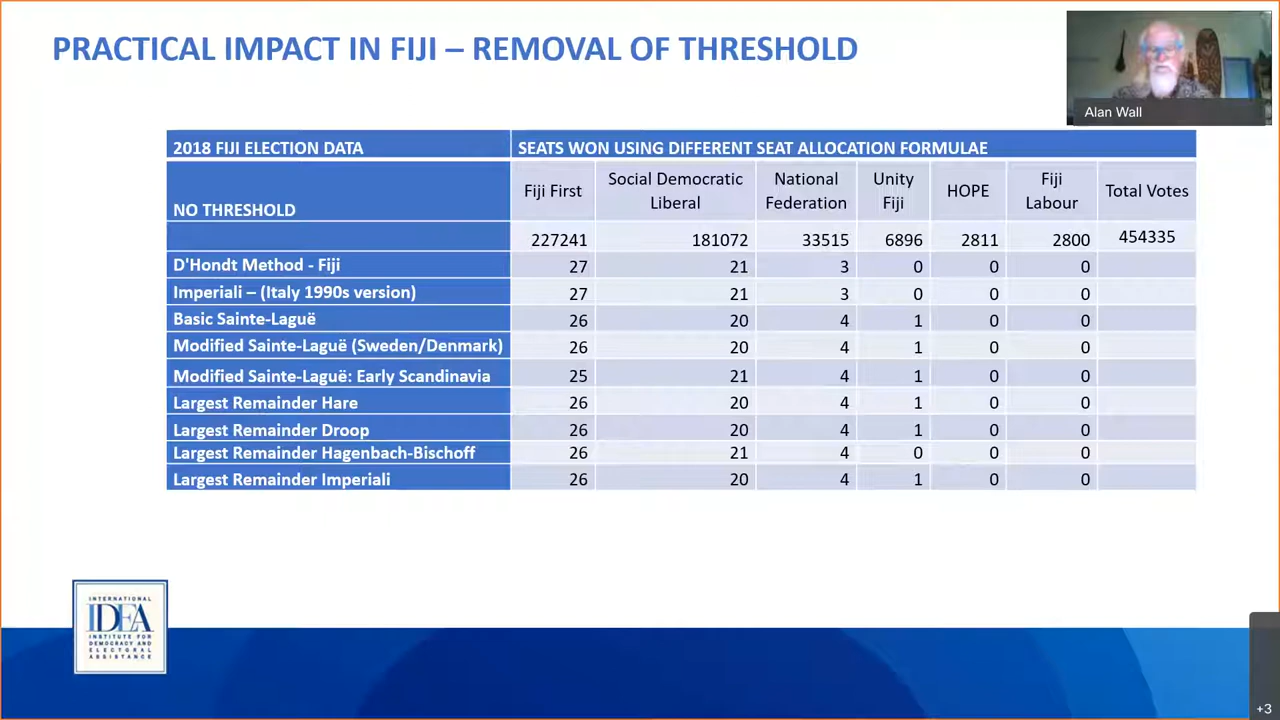 PRACTICAL IMPACT IN FIJI – REMOVAL OF THRESHOLD
Alan Wall
2018 FIJI ELECTION DATA SEATS WON USING DIFFERENT SEAT ALLOCATION FORMULAE
NO THRESHOLD Fiji First Social Democratic Liberal National Federation Unity Fiji HOPE Fiji Labour Total Votes
227241 181072 33515 6896 2811 2800 454335
D'Hondt Method - Fiji 27 21 3 0 0 0
Imperiali – (Italy 1990s version) 27 21 3 0 0 0
Basic Sainte-Laguë 26 20 4 1 0 0
Modified Sainte-Laguë (Sweden/Denmark) 26 20 4 1 0 0
Modified Sainte-Laguë: Early Scandinavia 25 21 4 1 0 0
Largest Remainder Hare 26 20 4 1 0 0
Largest Remainder Droop 26 20 4 1 0 0
Largest Remainder Hagenbach-Bischoff 26 21 4 0 0 0
Largest Remainder Imperiali 26 20 4 1 0 0
INTERNATIONAL
IDEA
INSTITUTE FOR
DEMOCRACY AND
ELECTORAL
ASSISTANCE
+3